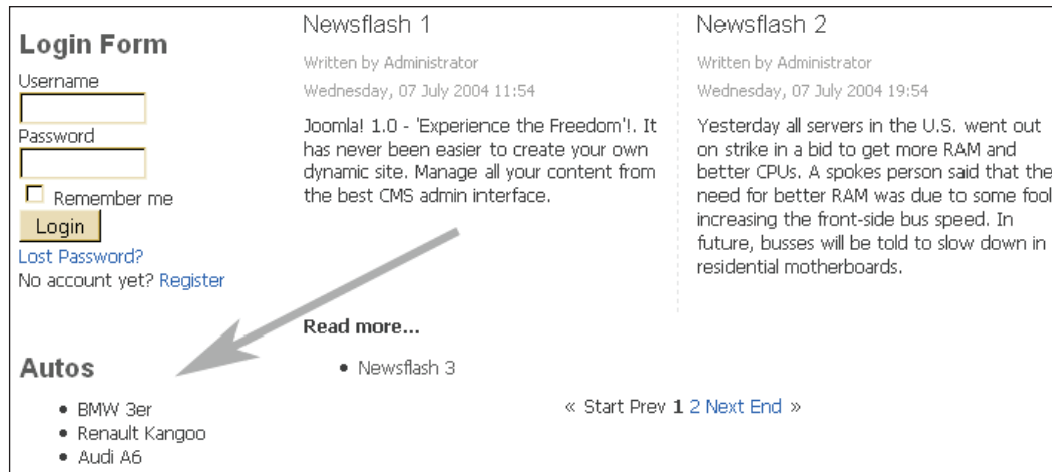 Login Form
Username
Password
Remember me
Login
Lost Password?
No account yet? Register
Autos
• BMW 3er
• Renault Kangoo
• Audi A6
Newsflash 1
Written by Administrator
Wednesday, 07 July 2004 11:54
Joomla! 1.0 - 'Experience the Freedom'!. It
has never been easier to create your own
dynamic site. Manage all your content from
the best CMS admin interface.
Newsflash 2
Written by Administrator
Wednesday, 07 July 2004 19:54
Yesterday all servers in the U.S. went out
on strike in a bid to get more RAM and
better CPUs. A spokes person said that the
need for better RAM was due to some fool
increasing the front-side bus speed. In
future, busses will be told to slow down in
residential motherboards.
Read more...
• Newsflash 3
« Start Prev 1 2 Next End »